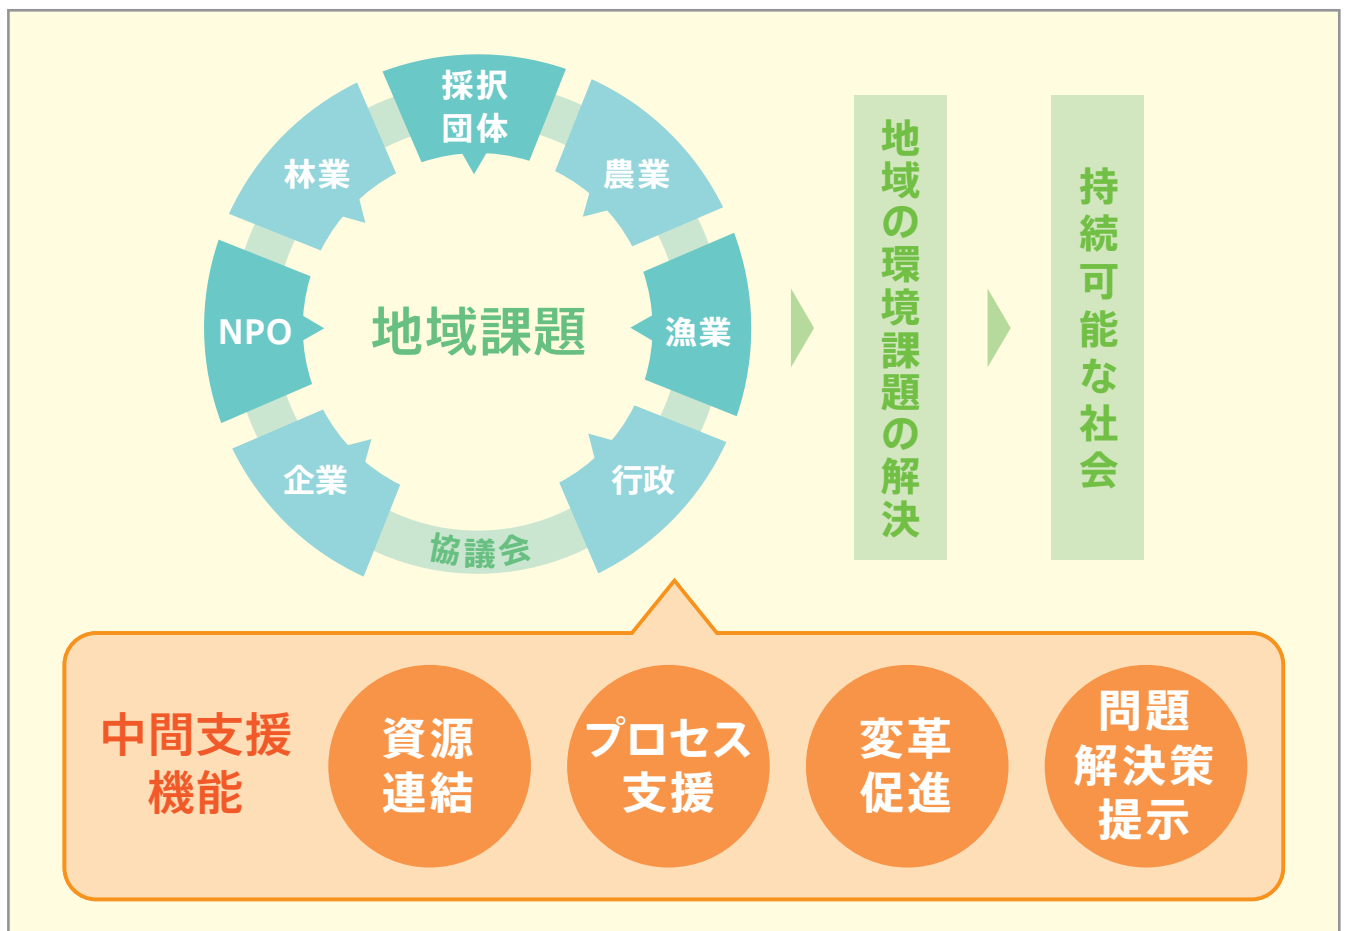 採択
団体
林業
農業
NPO
地域課題
漁業
企業
行政
協議会
地域の環境課題の解決
持続可能な社会
中間支援
機能
資源
連結
プロセス
支援
変革
促進
問題
解決策
提示